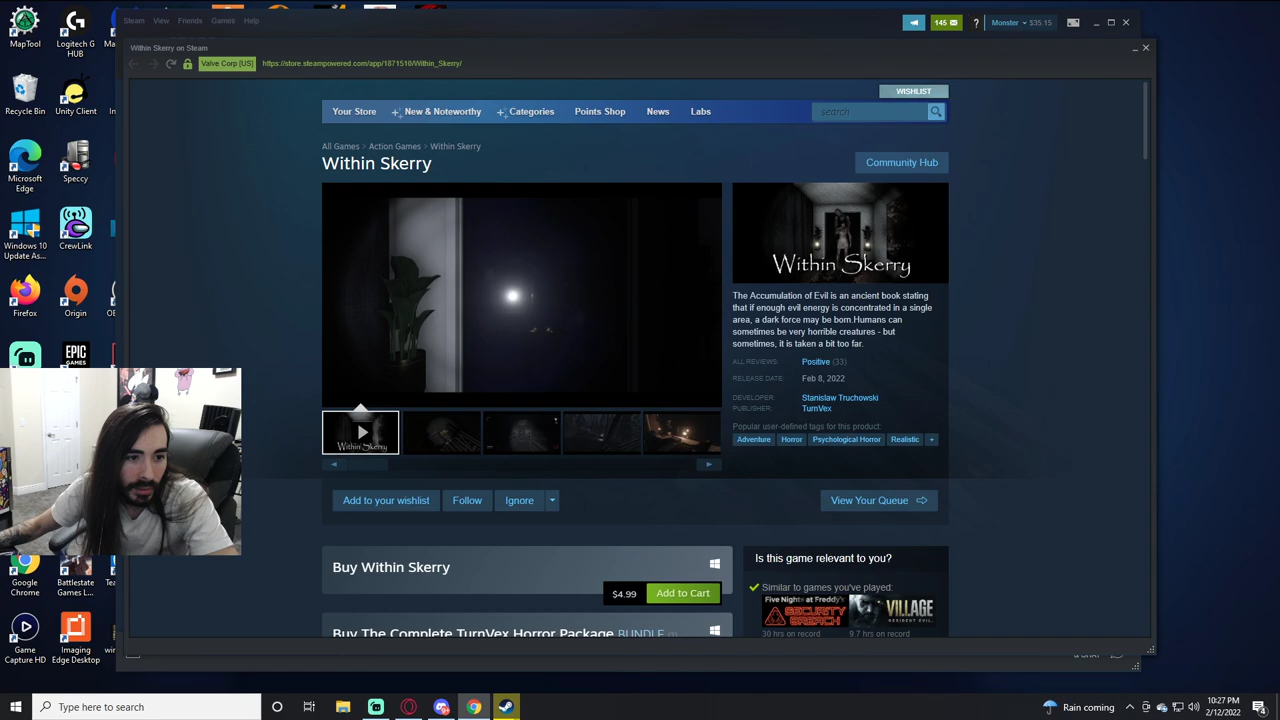 Steam View Friends Games Help
145
?
Monster $35.15
Within Skerry on Steam
Valve Corp [US]
https://store.steampowered.com/app/1871510/Within_Skerry/
WISHLIST
Your Store New & Noteworthy Categories Points Shop News Labs
search
All Games > Action Games > Within Skerry
Within Skerry
Community Hub
Within Skerry
The Accumulation of Evil is an ancient book stating
that if enough evil energy is concentrated in a single
area, a dark force may be born.Humans can
sometimes be very horrible creatures - but
sometimes, it is taken a bit too far.
ALL REVIEWS: Positive (33)
RELEASE DATE: Feb 8, 2022
DEVELOPER: Stanislaw Truchowski
PUBLISHER: TurnVex
Popular user-defined tags for this product:
Adventure Horror Psychological Horror Realistic +
Within Skerry
Add to your wishlist Follow Ignore
View Your Queue
Buy Within Skerry
$4.99 Add to Cart
Buy The Complete TurnVex Horror Package BUNDLE
Is this game relevant to you?
Similar to games you've played:
Five Nights at Freddy's
SECURITY
BREACH
VILLAGE
RESIDENT EVIL
30 hrs on record
9.7 hrs on record
MapTool
Logitech G
HUB
Recycle Bin
Unity Client
Microsoft
Edge
Speccy
Windows 10
Update As...
CrewLink
Firefox
Origin
EPIC
GAMES
Google
Chrome
Battlestate
Games L...
Game
Capture HD
Imaging
Edge Desktop
Type here to search
Rain coming
10:27 PM
2/12/2022
4